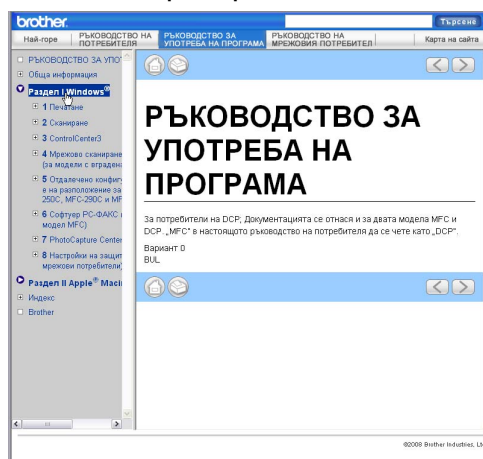 brother.
Търсене
Най-горе
РЪКОВОДСТВО НА ПОТРЕБИТЕЛЯ
РЪКОВОДСТВО ЗА УПОТРЕБА НА ПРОГРАМА
РЪКОВОДСТВО НА МРЕЖОВИЯ ПОТРЕБИТЕЛ
Карта на сайта
РЪКОВОДСТВО ЗА УПО
Обща информация
Раздел I Windows®
1 Печатане
2 Сканиране
3 ControlCenter3
4 Мрежово сканиране
(за модели с вграден
5 Отдалечено конфиг
е на разположение за
250C, MFC-290C и MF
6 Софтуер PC-ФАКС (
модел MFC)
7 PhotoCapture Center
8 Настройки на защит
мрежови потребители)
Раздел II Apple® Maci
Индекс
Brother
РЪКОВОДСТВО ЗА
УПОТРЕБА НА
ПРОГРАМА
За потребители на DCP; Документацията се отнася и за двата модела MFC и
DCP. „MFC" в настоящото ръководство на потребителя да се чете като „DCP".
Вариант 0
BUL
©2008 Brother Industries, Lt